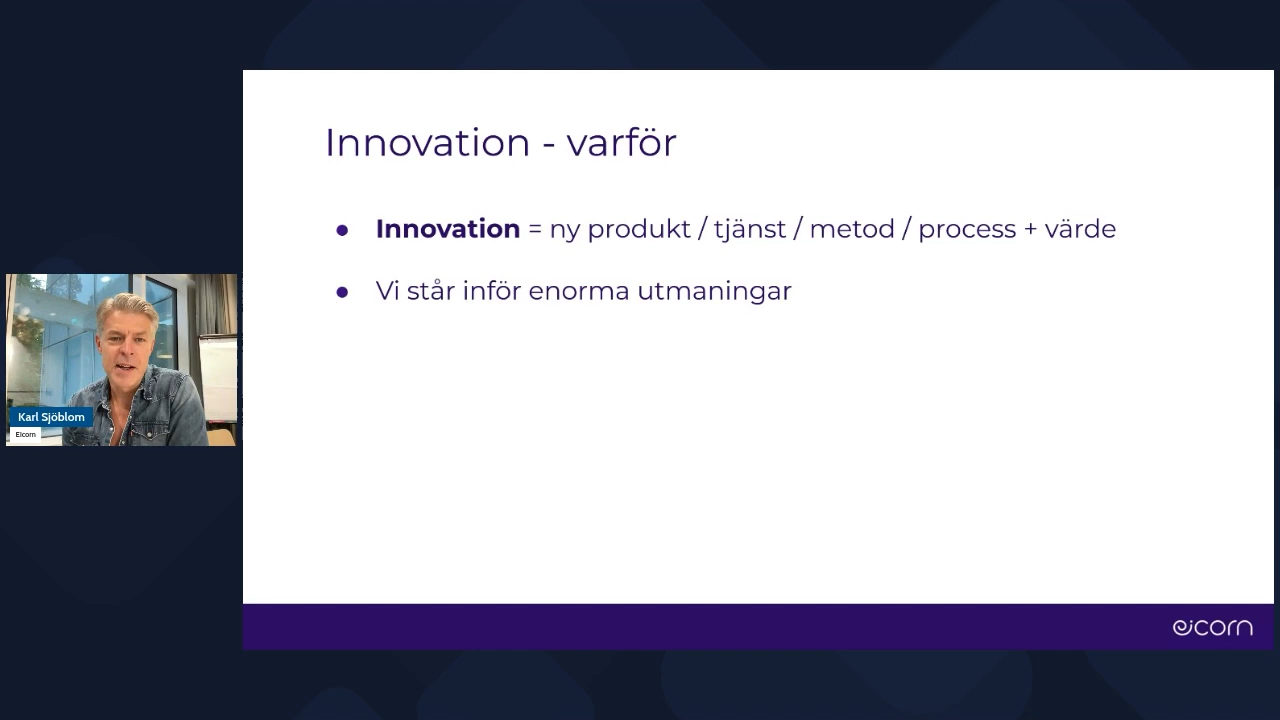 Innovation - varför
● Innovation = ny produkt / tjänst / metod / process + värde
● Vi står inför enorma utmaningar
Karl Sjöblom
Eicorn
eicorn